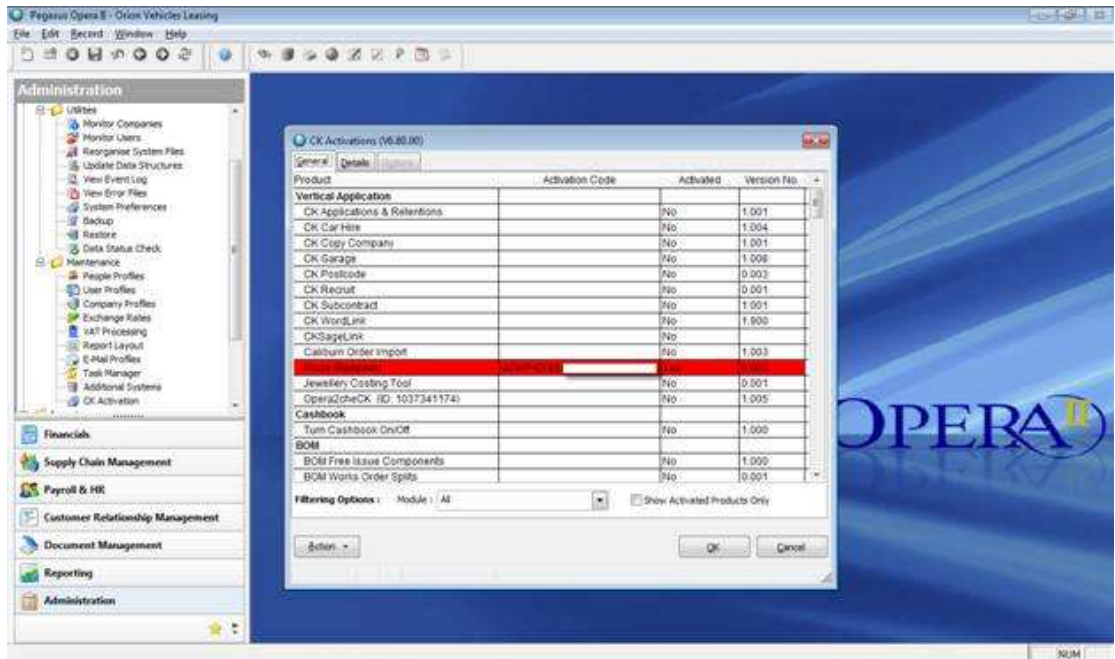 Pegasus Opera II - Orion Vehicles Leasing
File Edit Record Window Help
Administration
Utilities
Monitor Companies
Monitor Users
Reorganise System Files
Update Data Structures
View Event Log
View Error Files
System Preferences
Backup
Restore
Data Status Check
Maintenance
People Profiles
User Profiles
Company Profiles
Exchange Rates
VAT Processing
Report Layout
E-Mail Profiles
Task Manager
Additional Systems
CK Activation
Financials
Supply Chain Management
Payroll & HR
Customer Relationship Management
Document Management
Reporting
Administration
CK Activations (V6.80.00)
General Details Options
Product Activation Code Activated Version No
Vertical Application
CK Applications & Retentions No 1.001
CK Car Hire No 1.004
CK Copy Company No 1.001
CK Garage No 1.008
CK Postcode No 0.003
CK Recruit No 0.001
CK Subcontract No 1.001
CK WordLink No 1.900
CKSageLink No
Caliburn Order Import No 1.003
Jewellery Costing Tool No 0.001
Opera2cheCK (ID: 1037341174) No 1.005
Cashbook
Turn Cashbook On/Off No 1.000
BOM
BOM Free Issue Components No 1.000
BOM Works Order Splits No 0.001
Filtering Options : Module : All Show Activated Products Only
Action OK Cancel
OPERA II
NUM